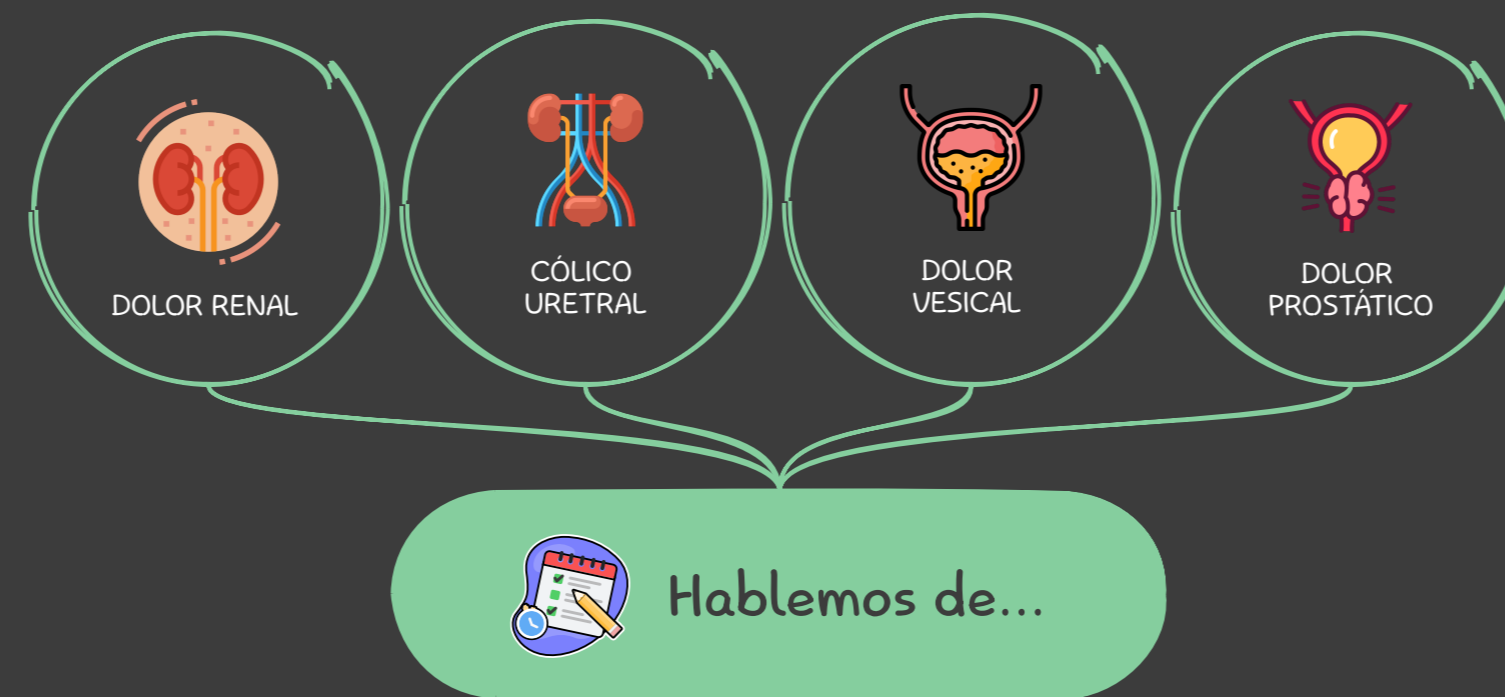 DOLOR RENAL
CÓLICO
URETRAL
DOLOR
VESICAL
DOLOR
PROSTÁTICO
Hablemos de...